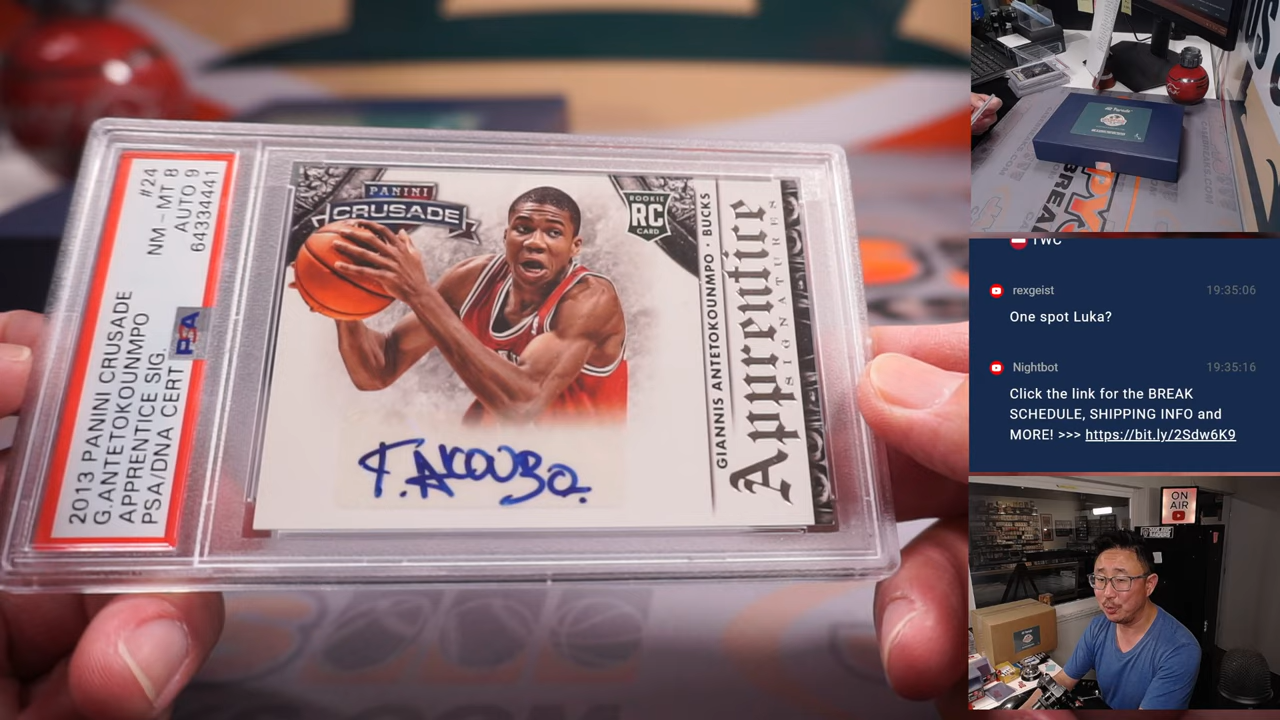 #24
NM - MT 8
AUTO 9
64334441
2013 PANINI CRUSADE
G.ANTETOKOUNMPO
APPRENTICE SIG.
PSA/DNA CERT
PSA
PANINI
CRUSADE
ROOKIE
RC
CARD
GIANNIS ANTETOKOUNMPO • BUCKS
Apprentice
SIGNATURES
TWC
rexgeist
19:35:06
One spot Luka?
Nightbot
19:35:16
Click the link for the BREAK
SCHEDULE, SHIPPING INFO and
MORE! >>> https://bit.ly/2Sdw6K9
ON
AIR